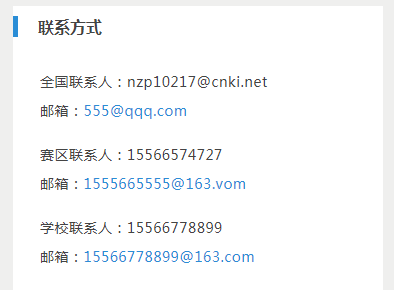 联系方式
全国联系人：nzp10217@cnki.net
邮箱：555@qqq.com
赛区联系人：15566574727
邮箱：1555665555@163.vom
学校联系人：15566778899
邮箱：15566778899@163.com